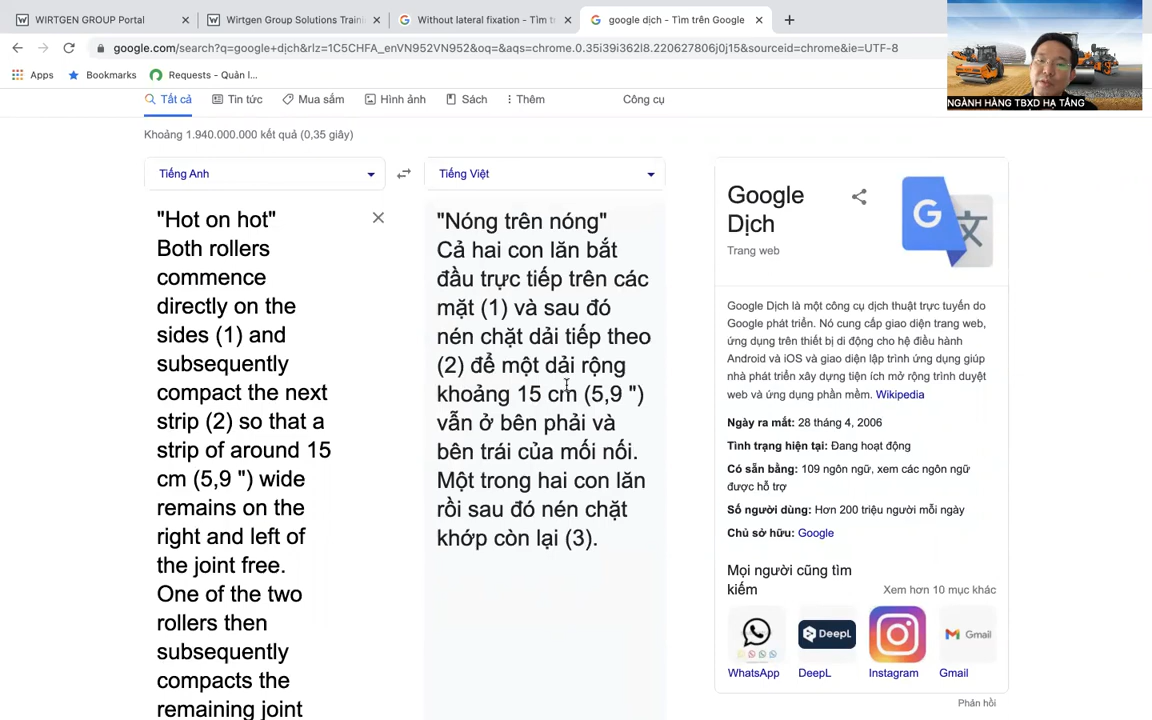 WIRTGEN GROUP Portal
Wirtgen Group Solutions Traini
Without lateral fixation - Tìm t
google dịch - Tìm trên Google
google.com/search?q=google+dịch&rlz=1C5CHFA_enVN952VN952&oq=&aqs=chrome.0.35i39i362l8.220627806j0j15&sourceid=chrome&ie=UTF-8
Apps
Bookmarks
Requests - Quản l...
NGÀNH HÀNG TBXD HẠ TẦNG
Tất cả
Tin tức
Mua sắm
Hình ảnh
Sách
Thêm
Công cụ
Khoảng 1.940.000.000 kết quả (0,35 giây)
Tiếng Anh
Tiếng Việt
"Hot on hot"
Both rollers
commence
directly on the
sides (1) and
subsequently
compact the next
strip (2) so that a
strip of around 15
cm (5,9 ") wide
remains on the
right and left of
the joint free.
One of the two
rollers then
subsequently
compacts the
remaining joint
"Nóng trên nóng"
Cả hai con lăn bắt
đầu trực tiếp trên các
mặt (1) và sau đó
nén chặt dải tiếp theo
(2) để một dải rộng
khoảng 15 cm (5,9 ")
vẫn ở bên phải và
bên trái của mối nối.
Một trong hai con lăn
rồi sau đó nén chặt
khớp còn lại (3).
Google
Dịch
Trang web
G
Google Dịch là một công cụ dịch thuật trực tuyến do
Google phát triển. Nó cung cấp giao diện trang web,
ứng dụng trên thiết bị di động cho hệ điều hành
Android và iOS và giao diện lập trình ứng dụng giúp
nhà phát triển xây dựng tiện ích mở rộng trình duyệt
web và ứng dụng phần mềm. Wikipedia
Ngày ra mắt: 28 tháng 4, 2006
Tình trạng hiện tại: Đang hoạt động
Có sẵn bằng: 109 ngôn ngữ, xem các ngôn ngữ
được hỗ trợ
Số người dùng: Hơn 200 triệu người mỗi ngày
Chủ sở hữu: Google
Mọi người cũng tìm
kiếm
Xem hơn 10 mục khác
DeepL
Gmail
WhatsApp
DeepL
Instagram
Gmail
Phản hồi